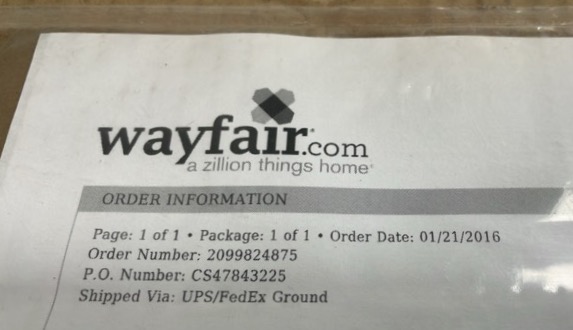 wayfair.com
a zillion things home
ORDER INFORMATION
Page: 1 of 1 • Package: 1 of 1 • Order Date: 01/21/2016
Order Number: 2099824875
P.O. Number: CS47843225
Shipped Via: UPS/FedEx Ground